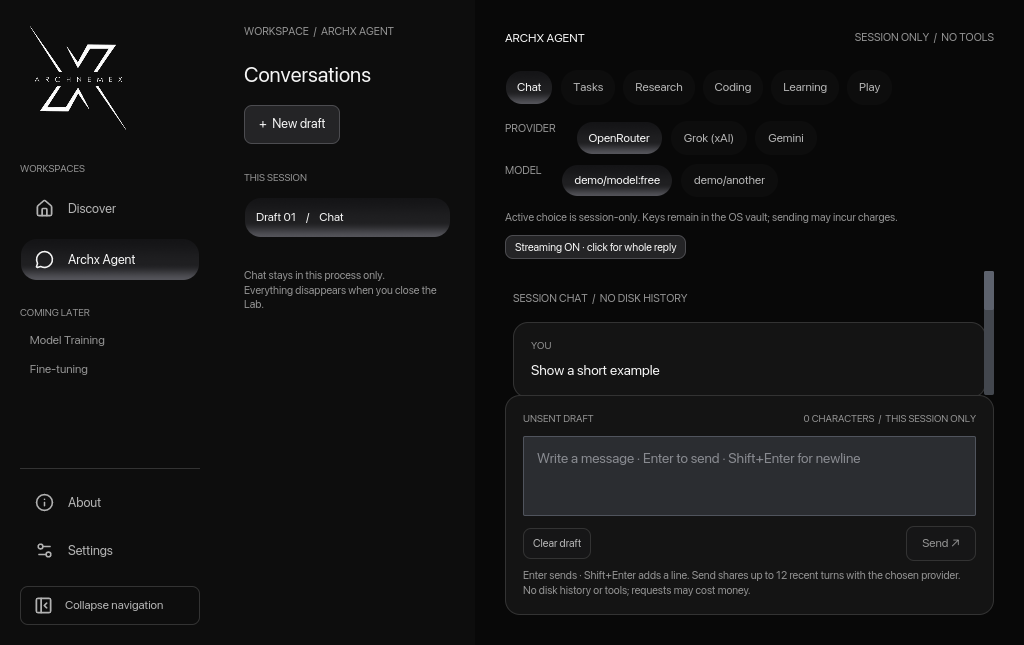 ARCHNEMEX
WORKSPACES
Discover
Archx Agent
COMING LATER
Model Training
Fine-tuning
About
Settings
Collapse navigation
WORKSPACE / ARCHX AGENT
Conversations
+ New draft
THIS SESSION
Draft 01 / Chat
Chat stays in this process only.
Everything disappears when you close the
Lab.
ARCHX AGENT
SESSION ONLY / NO TOOLS
Chat Tasks Research Coding Learning Play
PROVIDER OpenRouter Grok (xAI) Gemini
MODEL demo/model:free demo/another
Active choice is session-only. Keys remain in the OS vault; sending may incur charges.
Streaming ON · click for whole reply
SESSION CHAT / NO DISK HISTORY
YOU
Show a short example
UNSENT DRAFT
0 CHARACTERS / THIS SESSION ONLY
Write a message · Enter to send · Shift+Enter for newline
Clear draft
Send ↗
Enter sends · Shift+Enter adds a line. Send shares up to 12 recent turns with the chosen provider.
No disk history or tools; requests may cost money.